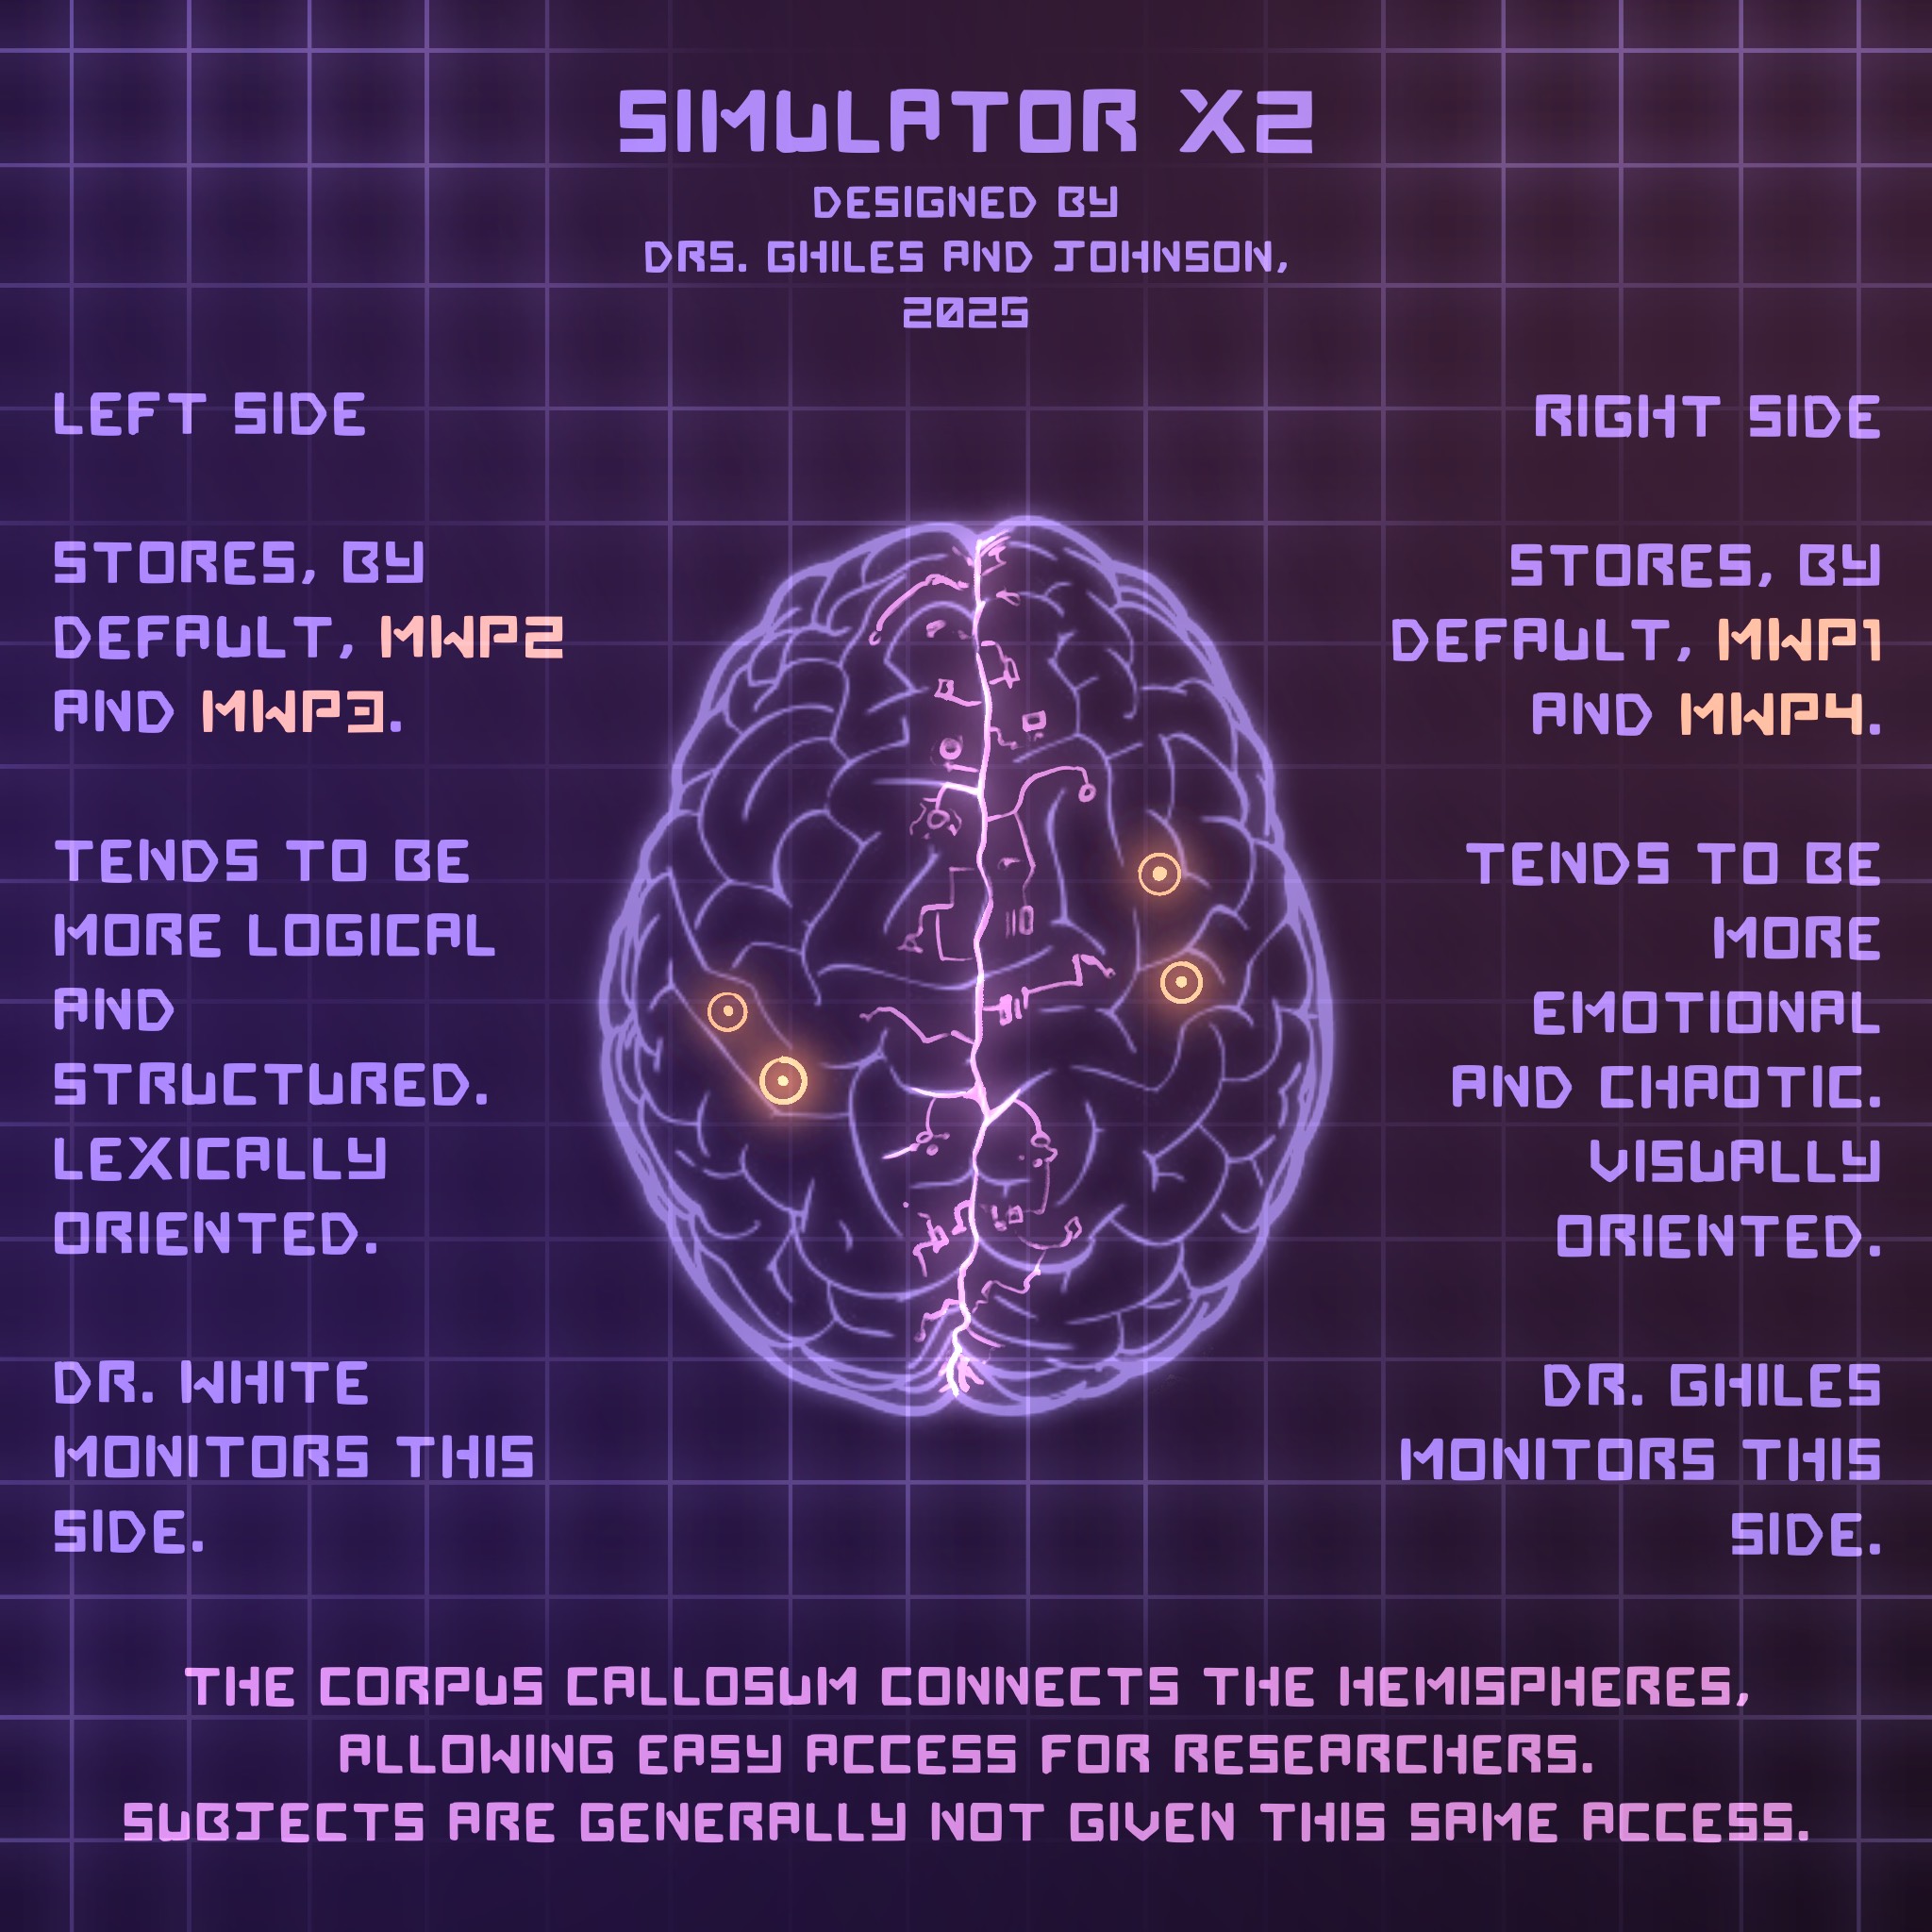 SIMULATOR X2
DESIGNED BY
DRS. GHILES AND JOHNSON,
2025
LEFT SIDE
STORES, BY
DEFAULT, MWP2
AND MWP3.
TENDS TO BE
MORE LOGICAL
AND
STRUCTURED.
LEXICALLY
ORIENTED.
DR. WHITE
MONITORS THIS
SIDE.
RIGHT SIDE
STORES, BY
DEFAULT, MWP1
AND MWP4.
TENDS TO BE
MORE
EMOTIONAL
AND CHAOTIC.
VISUALLY
ORIENTED.
DR. GHILES
MONITORS THIS
SIDE.
THE CORPUS CALLOSUM CONNECTS THE HEMISPHERES,
ALLOWING EASY ACCESS FOR RESEARCHERS.
SUBJECTS ARE GENERALLY NOT GIVEN THIS SAME ACCESS.